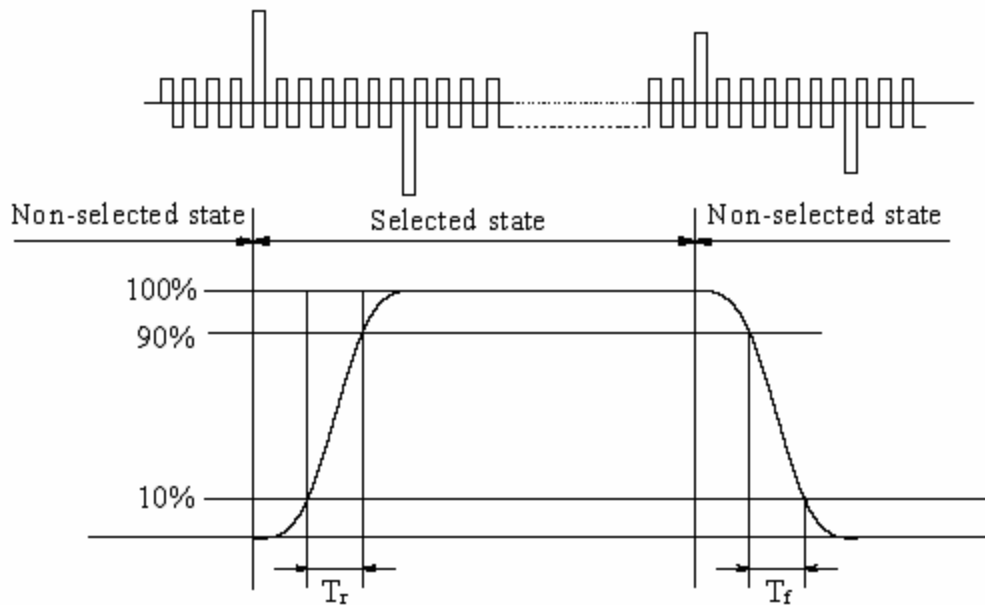 Non-selected state
Selected state
Non-selected state
100%
90%
10%
Tr
Tf